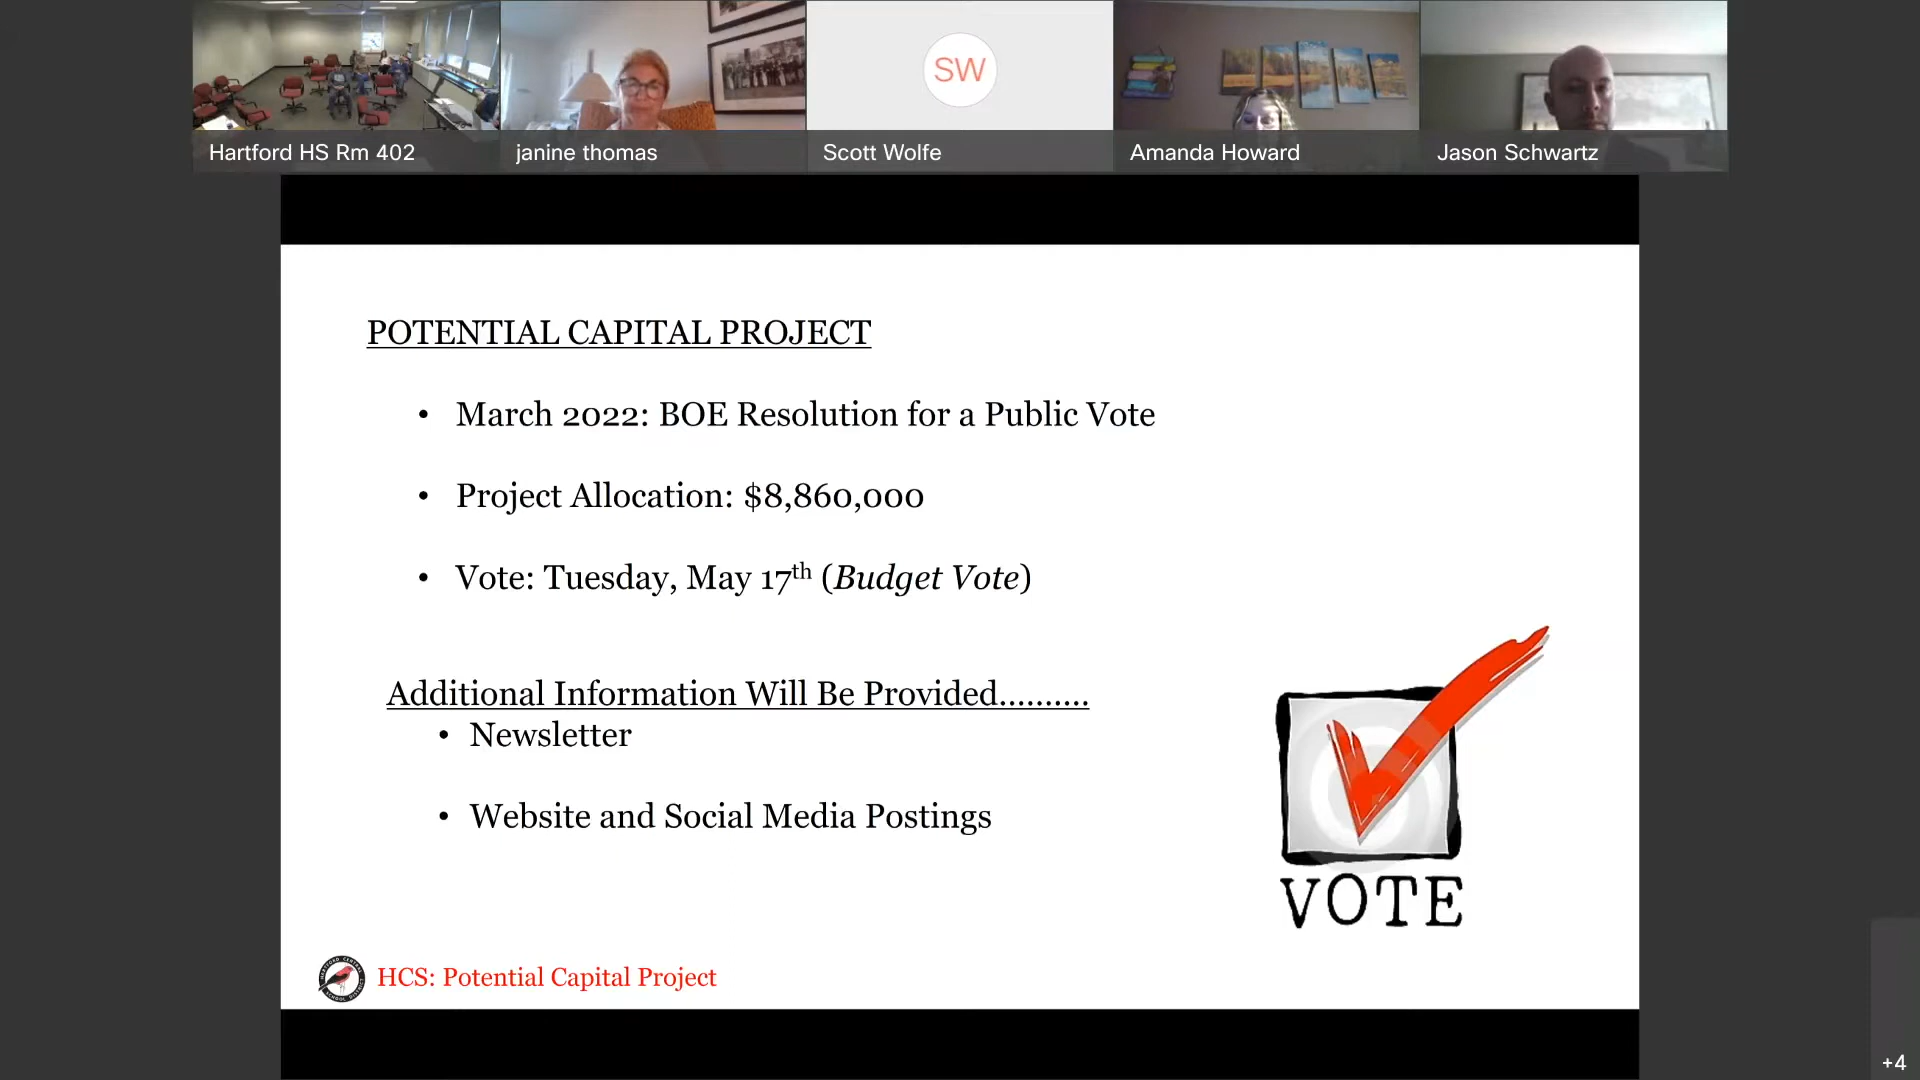 SW
Hartford HS Rm 402
janine thomas
Scott Wolfe
Amanda Howard
Jason Schwartz
POTENTIAL CAPITAL PROJECT
• March 2022: BOE Resolution for a Public Vote
• Project Allocation: $8,860,000
• Vote: Tuesday, May 17th (Budget Vote)
Additional Information Will Be Provided..........
• Newsletter
• Website and Social Media Postings
VOTE
HCS: Potential Capital Project
+4